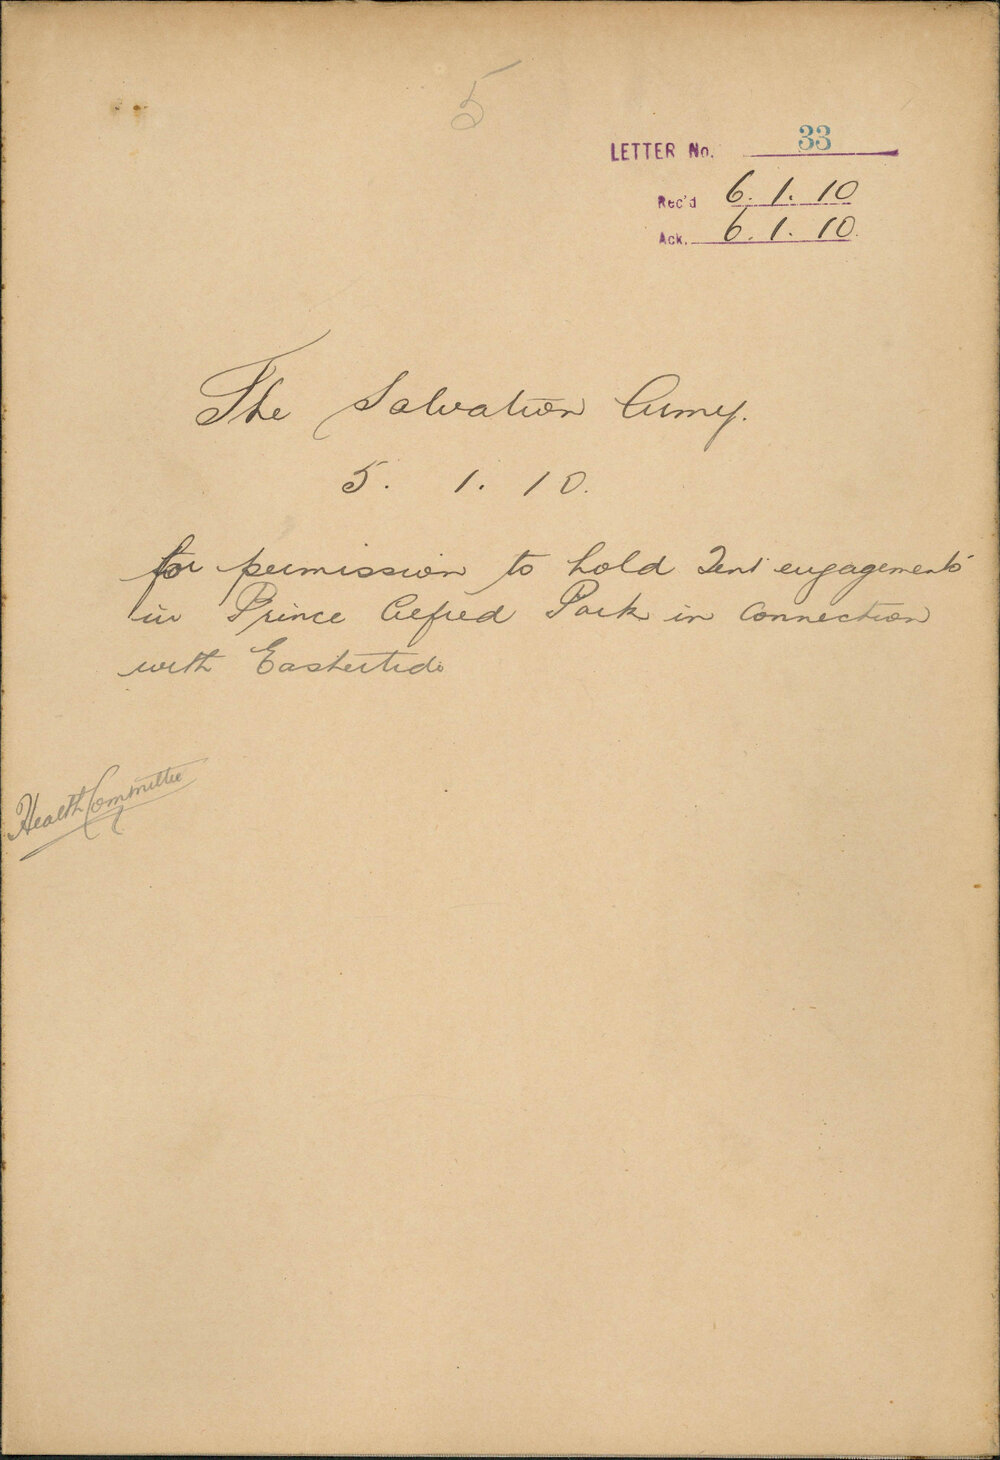 5
LETTER No. 33
Rec'd 6.1.10
Ack. 6.1.10
The Salvation Army.
5. 1. 10.
for permission to hold Tent engagements
in Prince Alfred Park in connection
with Eastertide
Health Committee